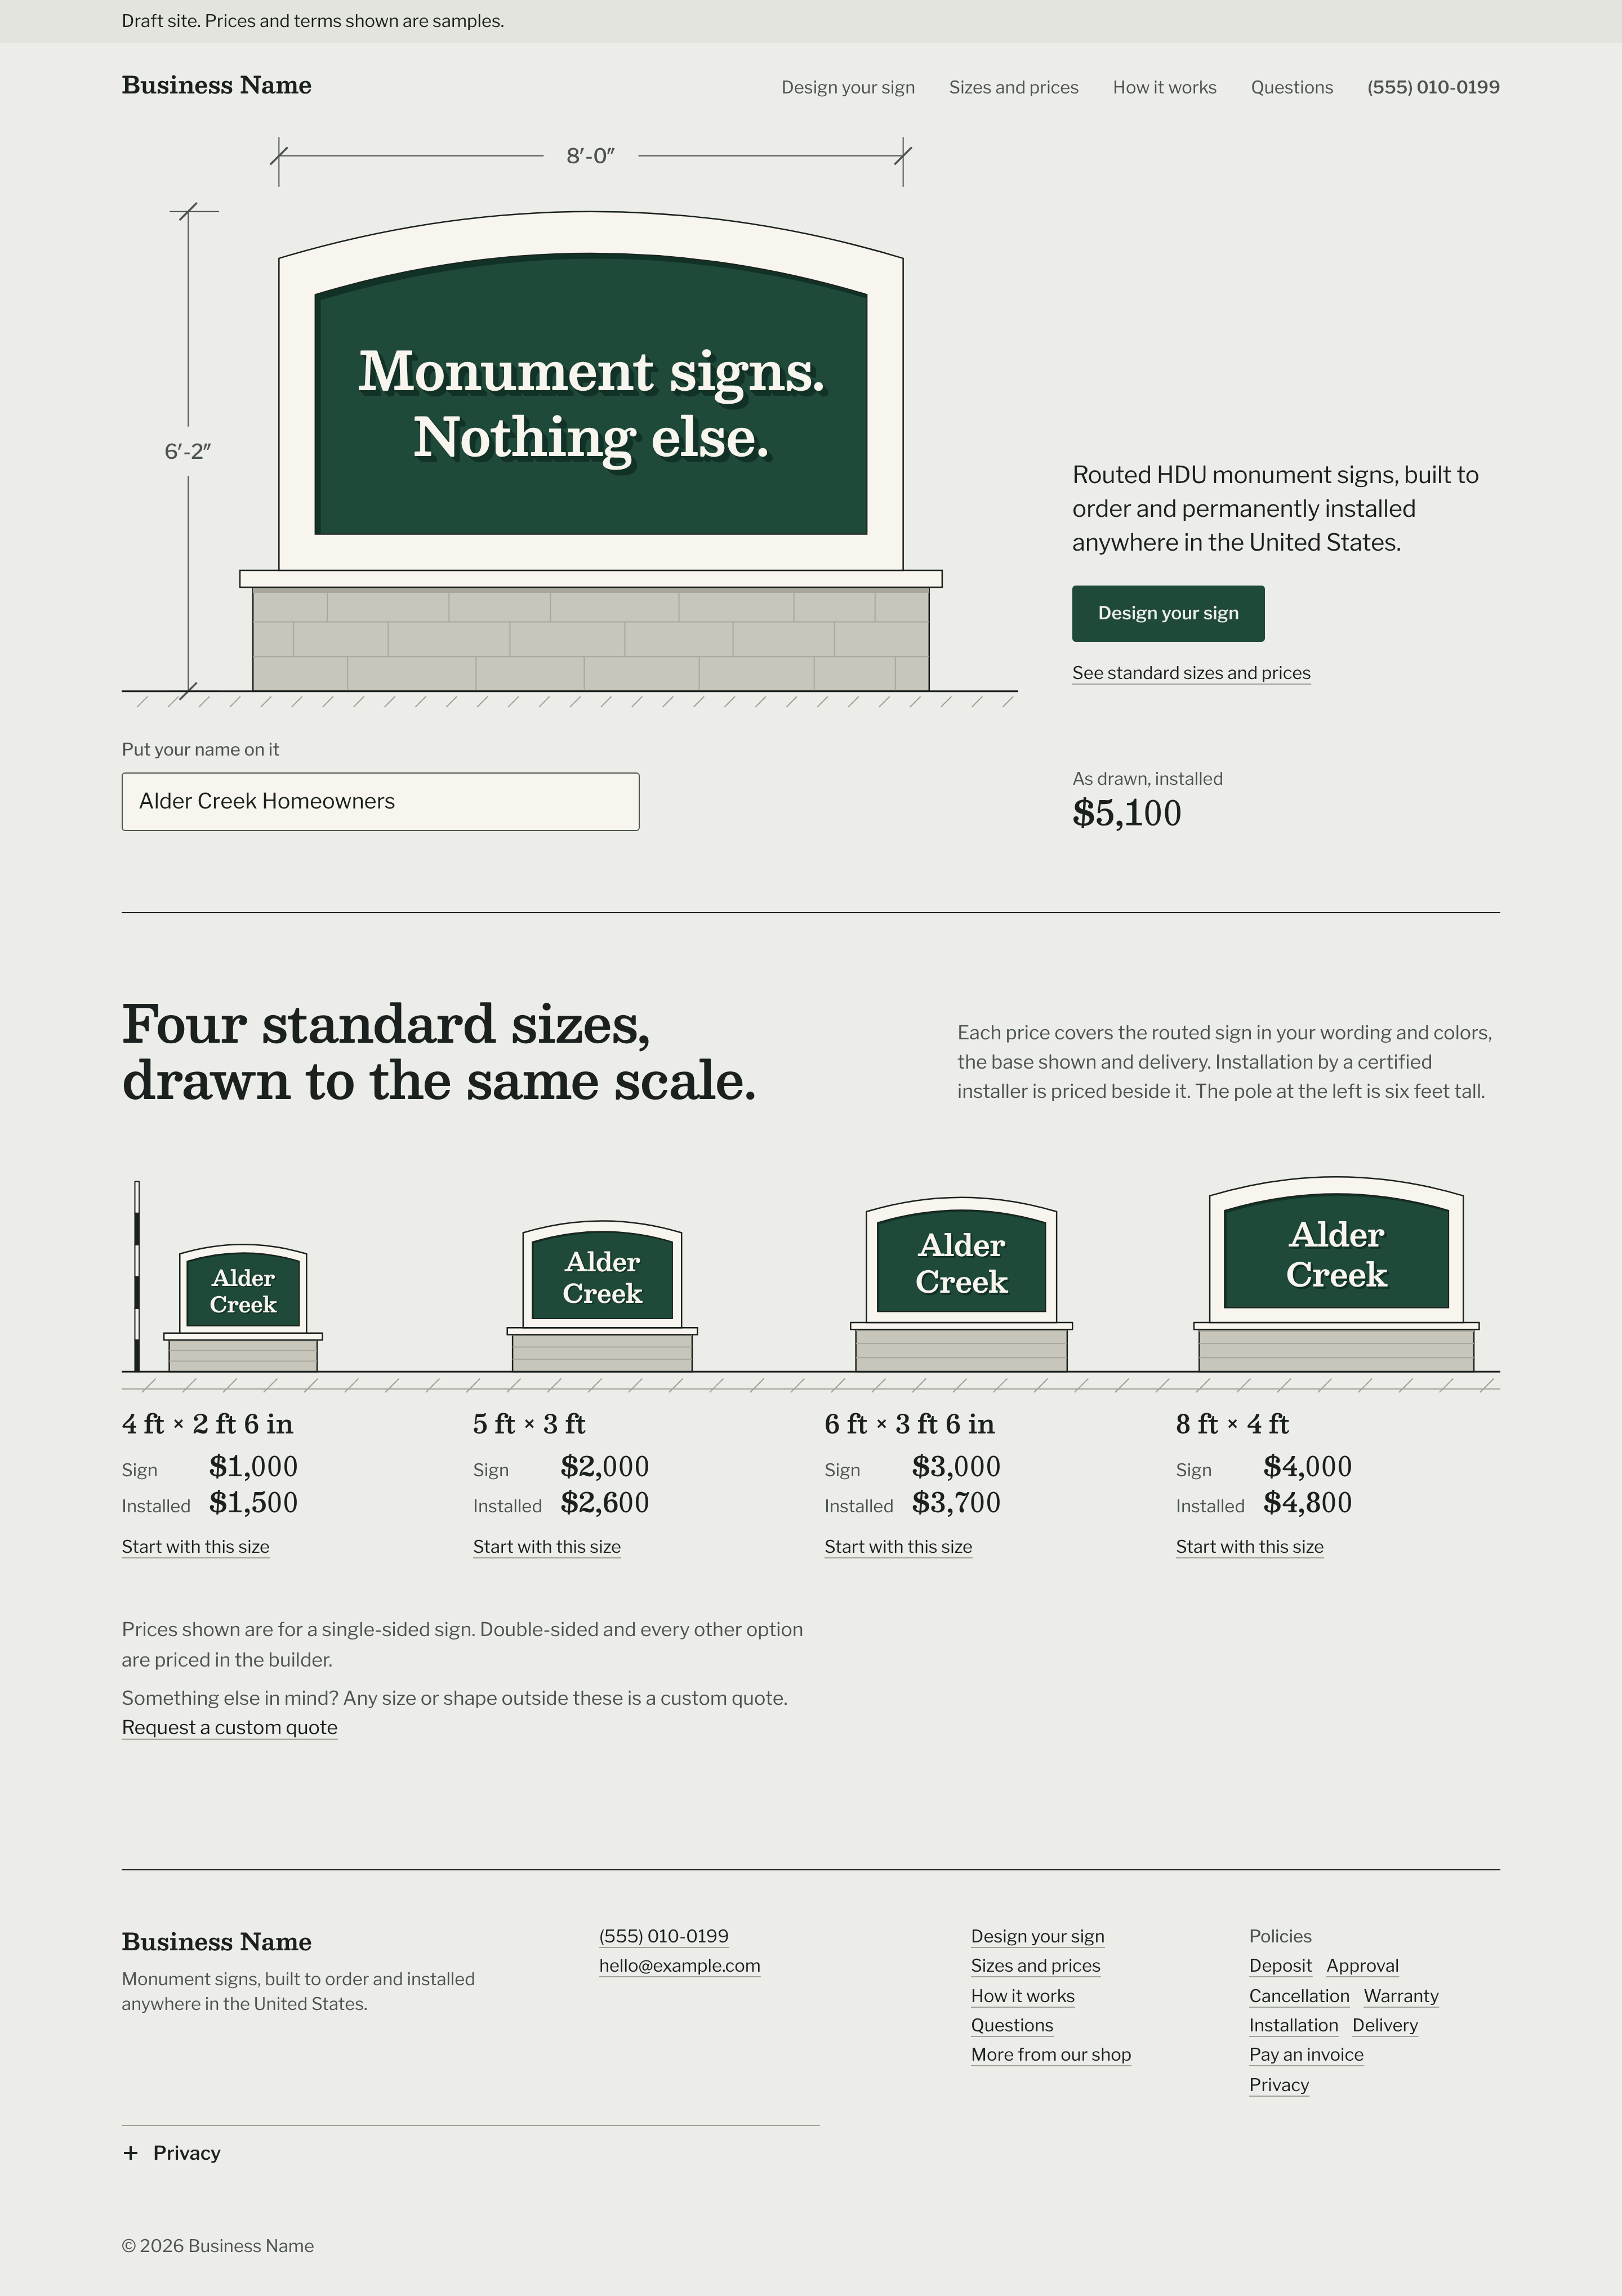 Draft site. Prices and terms shown are samples.
Business Name
Design your sign Sizes and prices How it works Questions (555) 010-0199
8′-0″
6′-2″
Monument signs.
Nothing else.
Routed HDU monument signs, built to
order and permanently installed
anywhere in the United States.
Design your sign
See standard sizes and prices
Put your name on it
Alder Creek Homeowners
As drawn, installed
$5,100
Four standard sizes,
drawn to the same scale.
Each price covers the routed sign in your wording and colors,
the base shown and delivery. Installation by a certified
installer is priced beside it. The pole at the left is six feet tall.
Alder
Creek
Alder
Creek
Alder
Creek
Alder
Creek
4 ft × 2 ft 6 in
Sign $1,000
Installed $1,500
Start with this size
5 ft × 3 ft
Sign $2,000
Installed $2,600
Start with this size
6 ft × 3 ft 6 in
Sign $3,000
Installed $3,700
Start with this size
8 ft × 4 ft
Sign $4,000
Installed $4,800
Start with this size
Prices shown are for a single-sided sign. Double-sided and every other option
are priced in the builder.
Something else in mind? Any size or shape outside these is a custom quote.
Request a custom quote
Business Name
Monument signs, built to order and installed
anywhere in the United States.
(555) 010-0199
hello@example.com
Design your sign
Sizes and prices
How it works
Questions
More from our shop
Policies
Deposit Approval
Cancellation Warranty
Installation Delivery
Pay an invoice
Privacy
+ Privacy
© 2026 Business Name